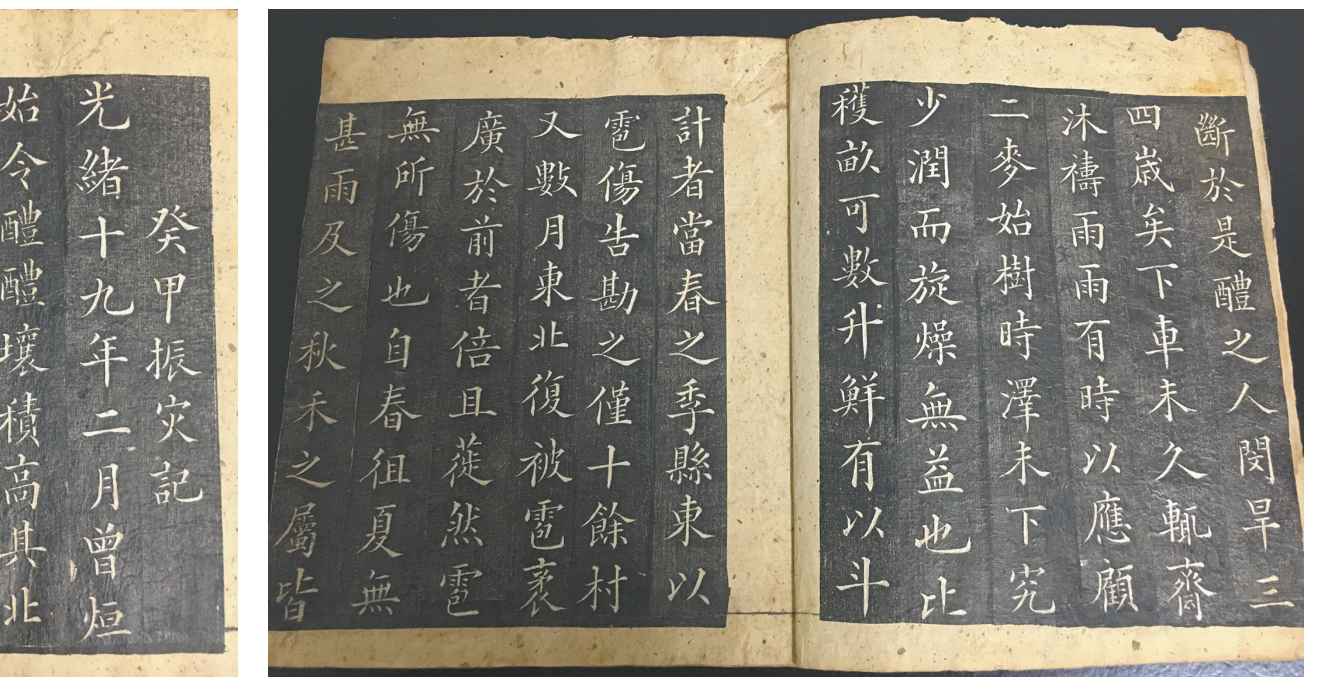 癸甲振灾記
光緒十九年二月曾烜
始令醴醴壤積高其北
斷於是醴之人閔旱三
四歲矣下車未久輒齋
沐禱雨雨有時以應顧
二麥始樹時澤未下究
少潤而旋燥無益也比
穫畝可數升鮮有以斗
計者當春之季縣東以
雹傷告勘之僅十餘村
又數月東北復被雹袤
廣於前者倍且蓰然雹
無所傷也自春徂夏無
甚雨及之秋禾之屬皆